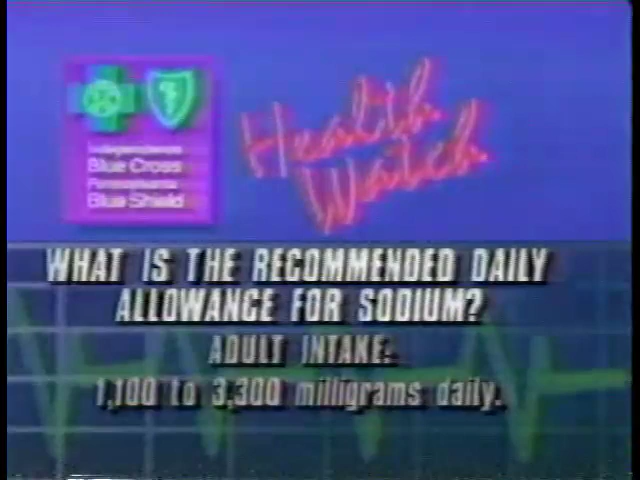 Independence
Blue Cross
Pennsylvania
Blue Shield
Health
Watch
WHAT IS THE RECOMMENDED DAILY
ALLOWANCE FOR SODIUM?
ADULT INTAKE:
1,100 to 3,300 milligrams daily.